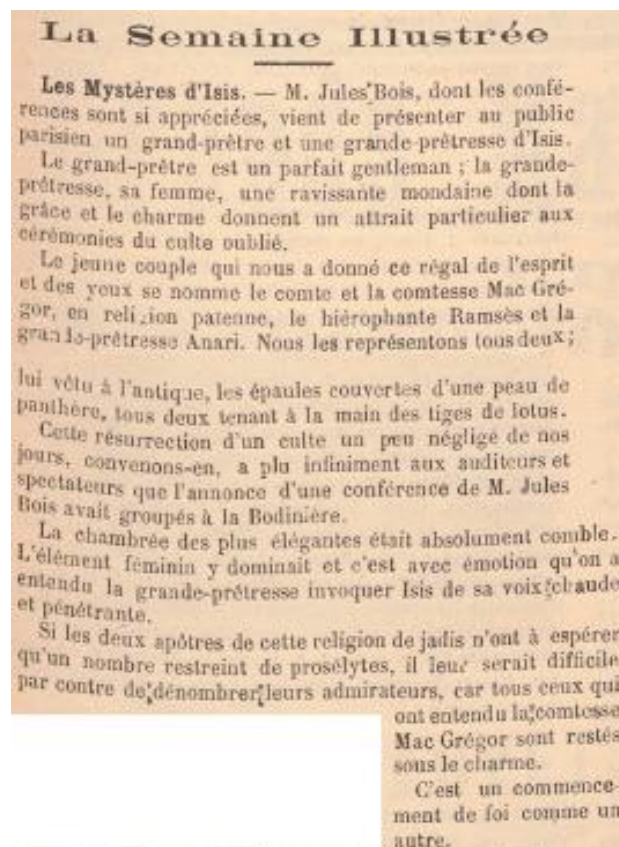 La Semaine Illustrée
Les Mystères d'Isis. — M. Jules Bois, dont les confé-
rences sont si appréciées, vient de présenter au public
parisien un grand-prêtre et une grande-prêtresse d'Isis.
Le grand-prêtre est un parfait gentleman ; la grande-
prêtresse, sa femme, une ravissante mondaine dont la
grâce et le charme donnent un attrait particulier aux
cérémonies du culte oublié.
Le jeune couple qui nous a donné ce régal de l'esprit
et des yeux se nomme le comte et la comtesse Mac Gré-
gor, en religion païenne, le hiérophante Ramsès et la
grande-prêtresse Anari. Nous les représentons tous deux ;
lui vêtu à l'antique, les épaules couvertes d'une peau de
panthère, tous deux tenant à la main des tiges de lotus.
Cette résurrection d'un culte un peu négligé de nos
jours, convenons-en, a plu infiniment aux auditeurs et
spectateurs que l'annonce d'une conférence de M. Jules
Bois avait groupés à la Bodinière.
La chambrée des plus élégantes était absolument comble.
L'élément féminin y dominait et c'est avec émotion qu'on a
entendu la grande-prêtresse invoquer Isis de sa voix chaude
et pénétrante.
Si les deux apôtres de cette religion de jadis n'ont à espérer
qu'un nombre restreint de prosélytes, il leur serait difficile
par contre de dénombrer leurs admirateurs, car tous ceux qui
ont entendu la comtesse
Mac Grégor sont restés
sous le charme.
C'est un commence-
ment de foi comme un
autre.